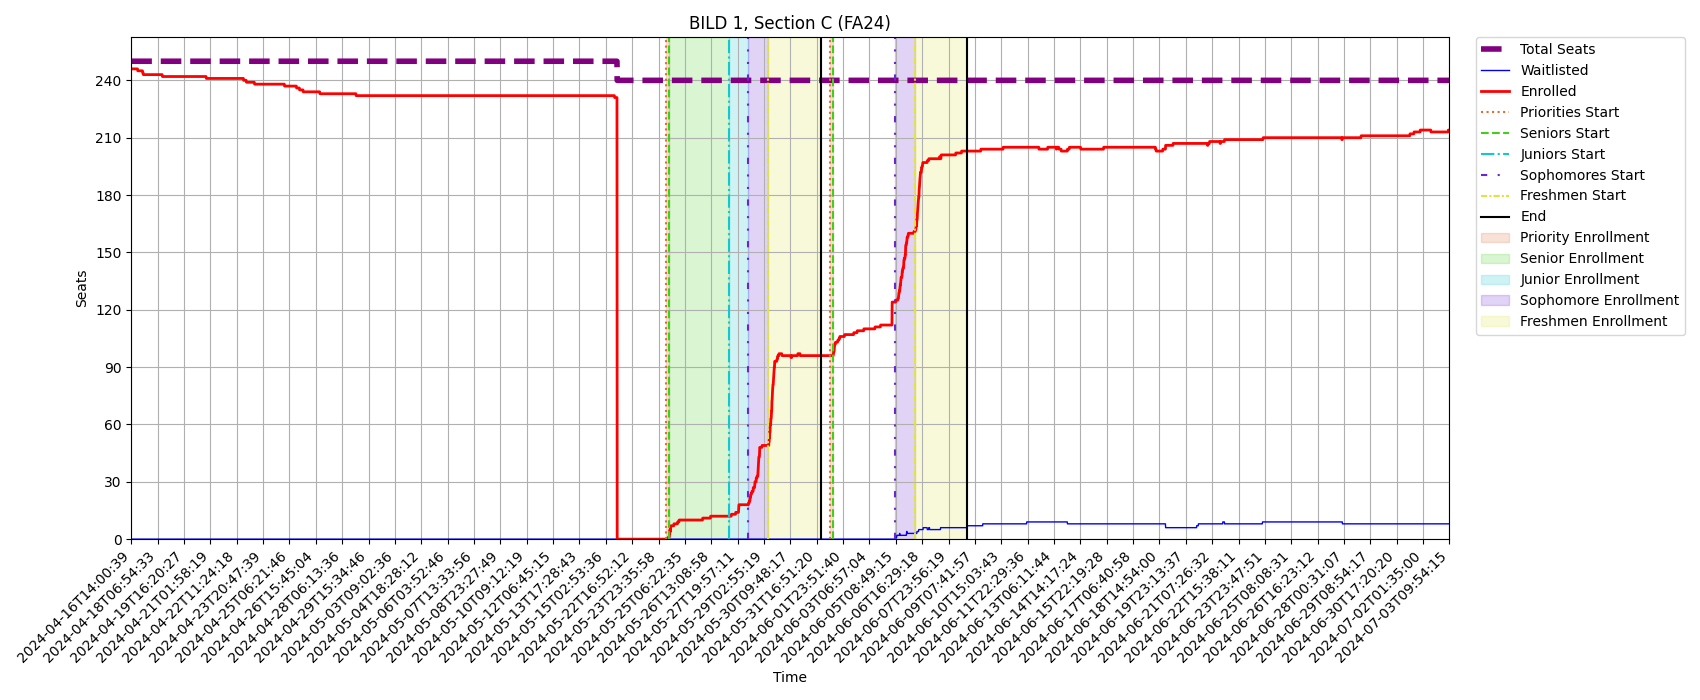 BILD 1, Section C (FA24)
Seats
240
210
180
150
120
90
60
30
0
2024-04-16T14:00:39
2024-04-18T06:54:33
2024-04-19T16:20:27
2024-04-21T01:58:19
2024-04-22T11:24:18
2024-04-23T20:47:39
2024-04-25T06:21:46
2024-04-26T15:45:04
2024-04-28T06:13:36
2024-04-29T15:34:46
2024-05-03T09:02:36
2024-05-04T18:28:12
2024-05-06T03:52:46
2024-05-07T13:33:56
2024-05-08T23:27:49
2024-05-10T09:12:19
2024-05-12T06:45:15
2024-05-13T17:28:43
2024-05-15T02:53:36
2024-05-22T16:52:12
2024-05-23T23:35:58
2024-05-25T06:22:35
2024-05-26T13:08:58
2024-05-27T19:57:11
2024-05-29T02:55:19
2024-05-30T09:48:17
2024-05-31T16:51:20
2024-06-01T23:51:40
2024-06-03T06:57:04
2024-06-05T08:49:15
2024-06-06T16:29:18
2024-06-07T23:56:19
2024-06-09T07:41:57
2024-06-10T15:03:43
2024-06-11T22:29:36
2024-06-13T06:11:44
2024-06-14T14:17:24
2024-06-15T22:19:28
2024-06-17T06:40:58
2024-06-18T14:54:00
2024-06-19T23:13:37
2024-06-21T07:26:32
2024-06-22T15:38:11
2024-06-23T23:47:51
2024-06-25T08:08:31
2024-06-26T16:23:12
2024-06-28T00:31:07
2024-06-29T08:54:17
2024-06-30T17:20:20
2024-07-02T01:35:00
2024-07-03T09:54:15
Time
Total Seats
Waitlisted
Enrolled
Priorities Start
Seniors Start
Juniors Start
Sophomores Start
Freshmen Start
End
Priority Enrollment
Senior Enrollment
Junior Enrollment
Sophomore Enrollment
Freshmen Enrollment